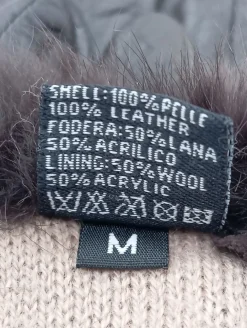 SHELL:100%PELLE
100% LEATHER
FODERA:50%LANA
50% ACRILICO
LINING:50%WOOL
50% ACRYLIC
M